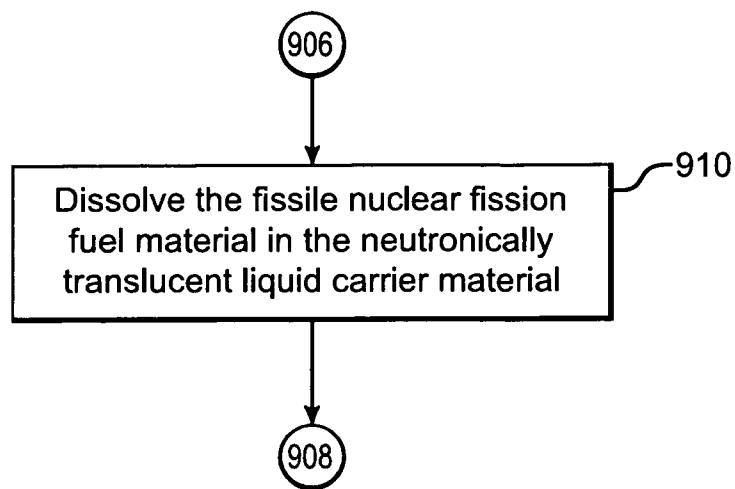 906
910
Dissolve the fissile nuclear fission
fuel material in the neutronically
translucent liquid carrier material
908